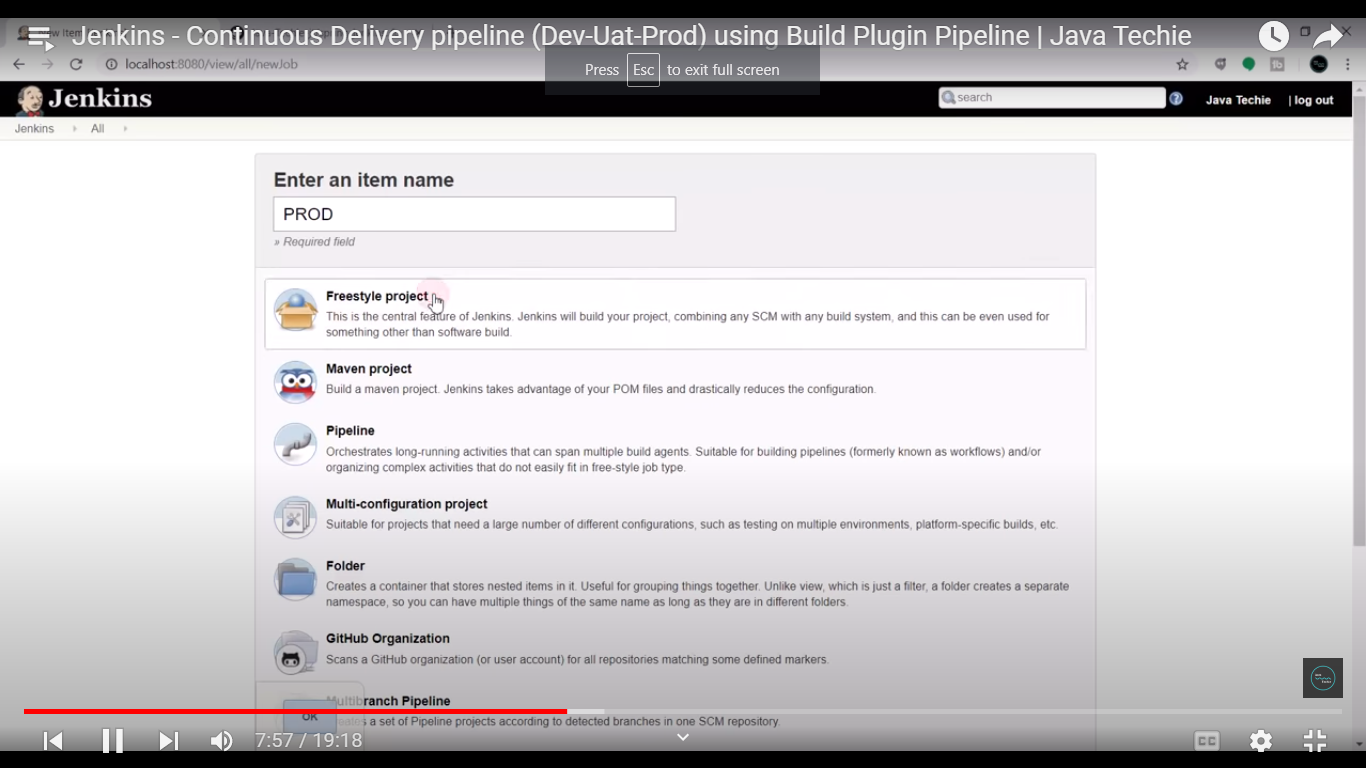 Jenkins - Continuous Delivery pipeline (Dev-Uat-Prod) using Build Plugin Pipeline | Java Techie
localhost:8080/view/all/newJob
Press Esc to exit full screen
Jenkins
search
Java Techie
| log out
Jenkins
All
Enter an item name
PROD
» Required field
Freestyle project
This is the central feature of Jenkins. Jenkins will build your project, combining any SCM with any build system, and this can be even used for
something other than software build.
Maven project
Build a maven project. Jenkins takes advantage of your POM files and drastically reduces the configuration.
Pipeline
Orchestrates long-running activities that can span multiple build agents. Suitable for building pipelines (formerly known as workflows) and/or
organizing complex activities that do not easily fit in free-style job type.
Multi-configuration project
Suitable for projects that need a large number of different configurations, such as testing on multiple environments, platform-specific builds, etc.
Folder
Creates a container that stores nested items in it. Useful for grouping things together. Unlike view, which is just a filter, a folder creates a separate
namespace, so you can have multiple things of the same name as long as they are in different folders.
GitHub Organization
Scans a GitHub organization (or user account) for all repositories matching some defined markers.
Multibranch Pipeline
OK
Creates a set of Pipeline projects according to detected branches in one SCM repository.
7:57 / 19:18
CC